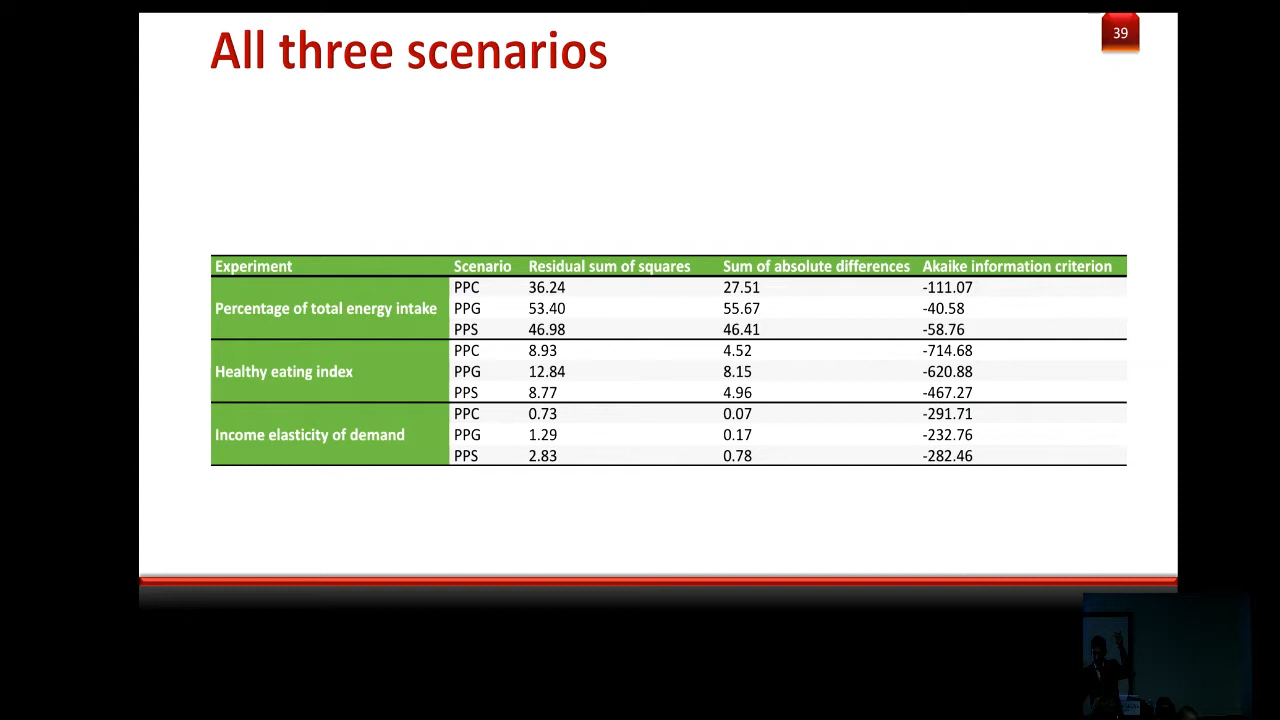 All three scenarios
39
Experiment Scenario Residual sum of squares Sum of absolute differences Akaike information criterion
Percentage of total energy intake
PPC 36.24 27.51 -111.07
PPG 53.40 55.67 -40.58
PPS 46.98 46.41 -58.76
Healthy eating index
PPC 8.93 4.52 -714.68
PPG 12.84 8.15 -620.88
PPS 8.77 4.96 -467.27
Income elasticity of demand
PPC 0.73 0.07 -291.71
PPG 1.29 0.17 -232.76
PPS 2.83 0.78 -282.46